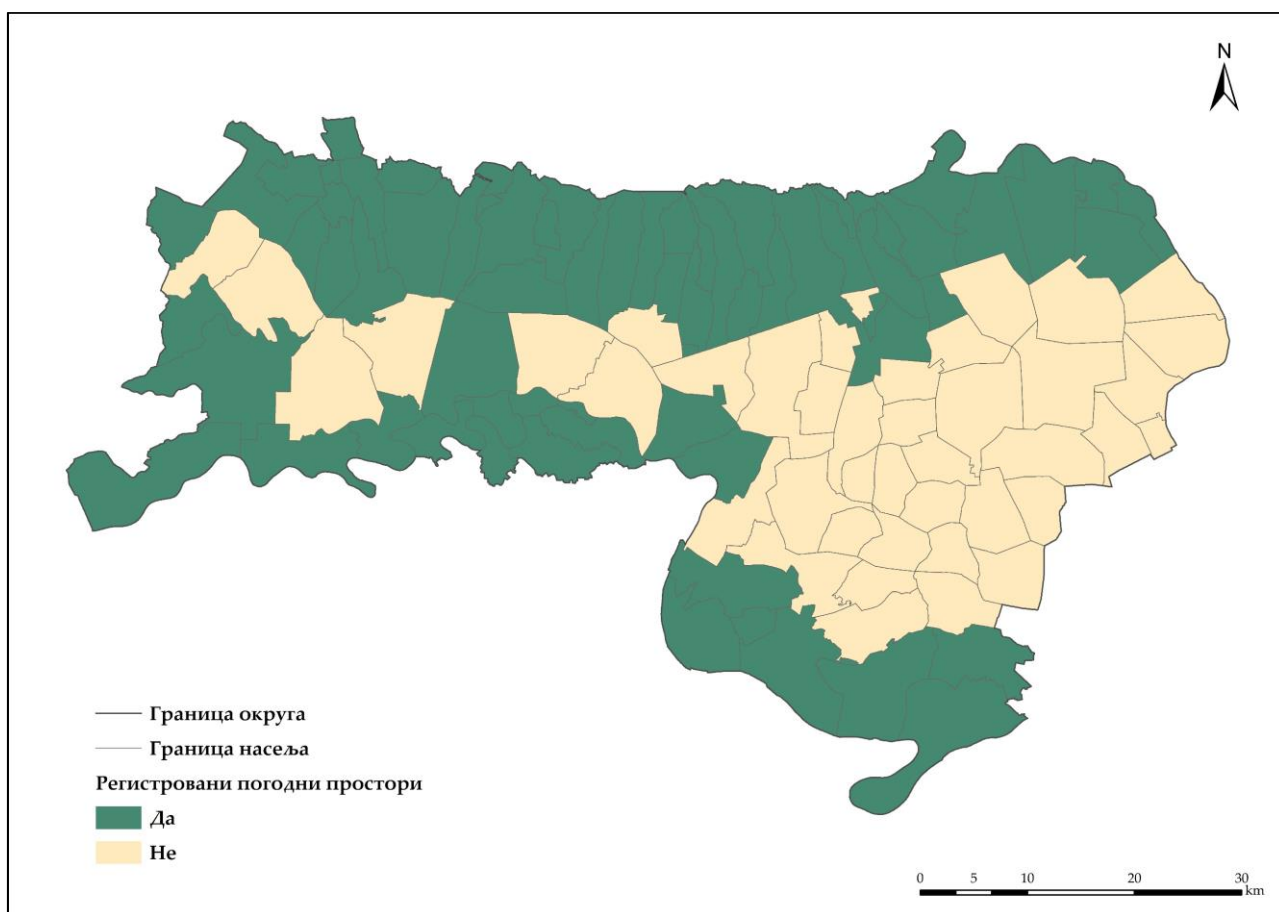 N
Граница округа
Граница насеља
Регистровани погодни простори
Да
Не
0 5 10 20 30
km